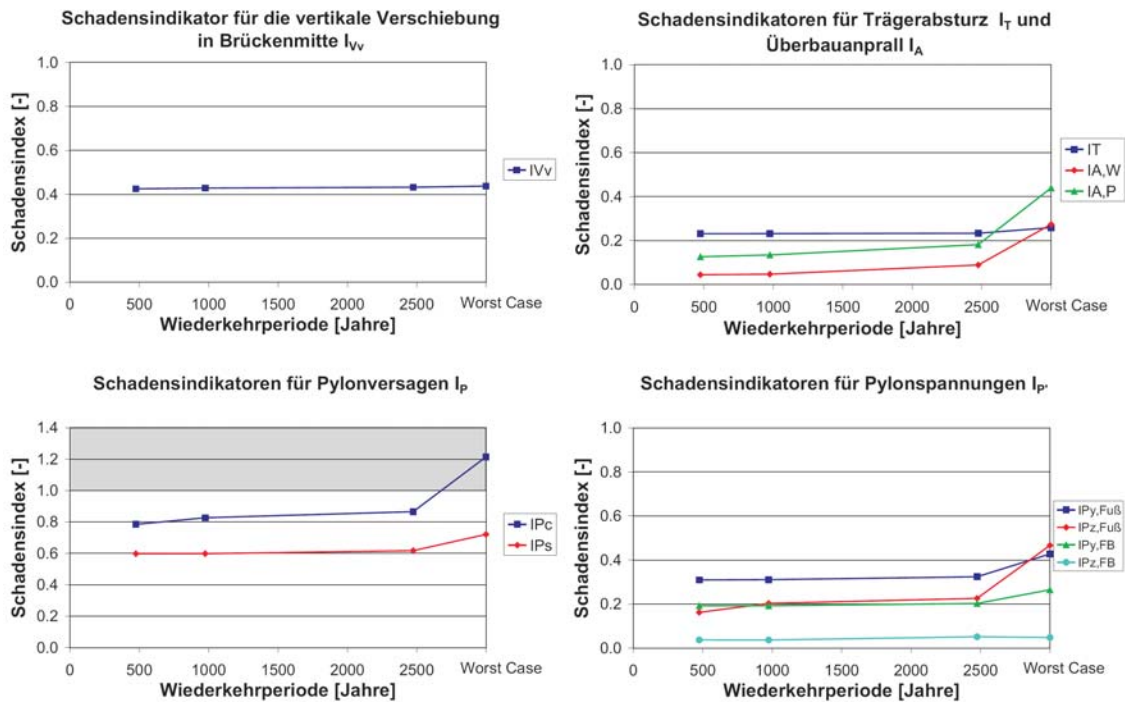 Schadensindikator für die vertikale Verschiebung
in Brückenmitte IVv
1.0
0.8
0.6
0.4
0.2
0.0
0 500 1000 1500 2000 2500 Worst Case
Schadensindex [-]
Wiederkehrperiode [Jahre]
IVv
Schadensindikatoren für Trägerabsturz IT und
Überbauanprall IA
1.0
0.8
0.6
0.4
0.2
0.0
0 500 1000 1500 2000 2500 Worst Case
Schadensindex [-]
Wiederkehrperiode [Jahre]
IT
IA,W
IA,P
Schadensindikatoren für Pylonversagen IP
1.4
1.2
1.0
0.8
0.6
0.4
0.2
0.0
0 500 1000 1500 2000 2500 Worst Case
Schadensindex [-]
Wiederkehrperiode [Jahre]
IPc
IPs
Schadensindikatoren für Pylonspannungen IP'
1.0
0.8
0.6
0.4
0.2
0.0
0 500 1000 1500 2000 2500 Worst Case
Schadensindex [-]
Wiederkehrperiode [Jahre]
IPy,Fuß
IPz,Fuß
IPy,FB
IPz,FB